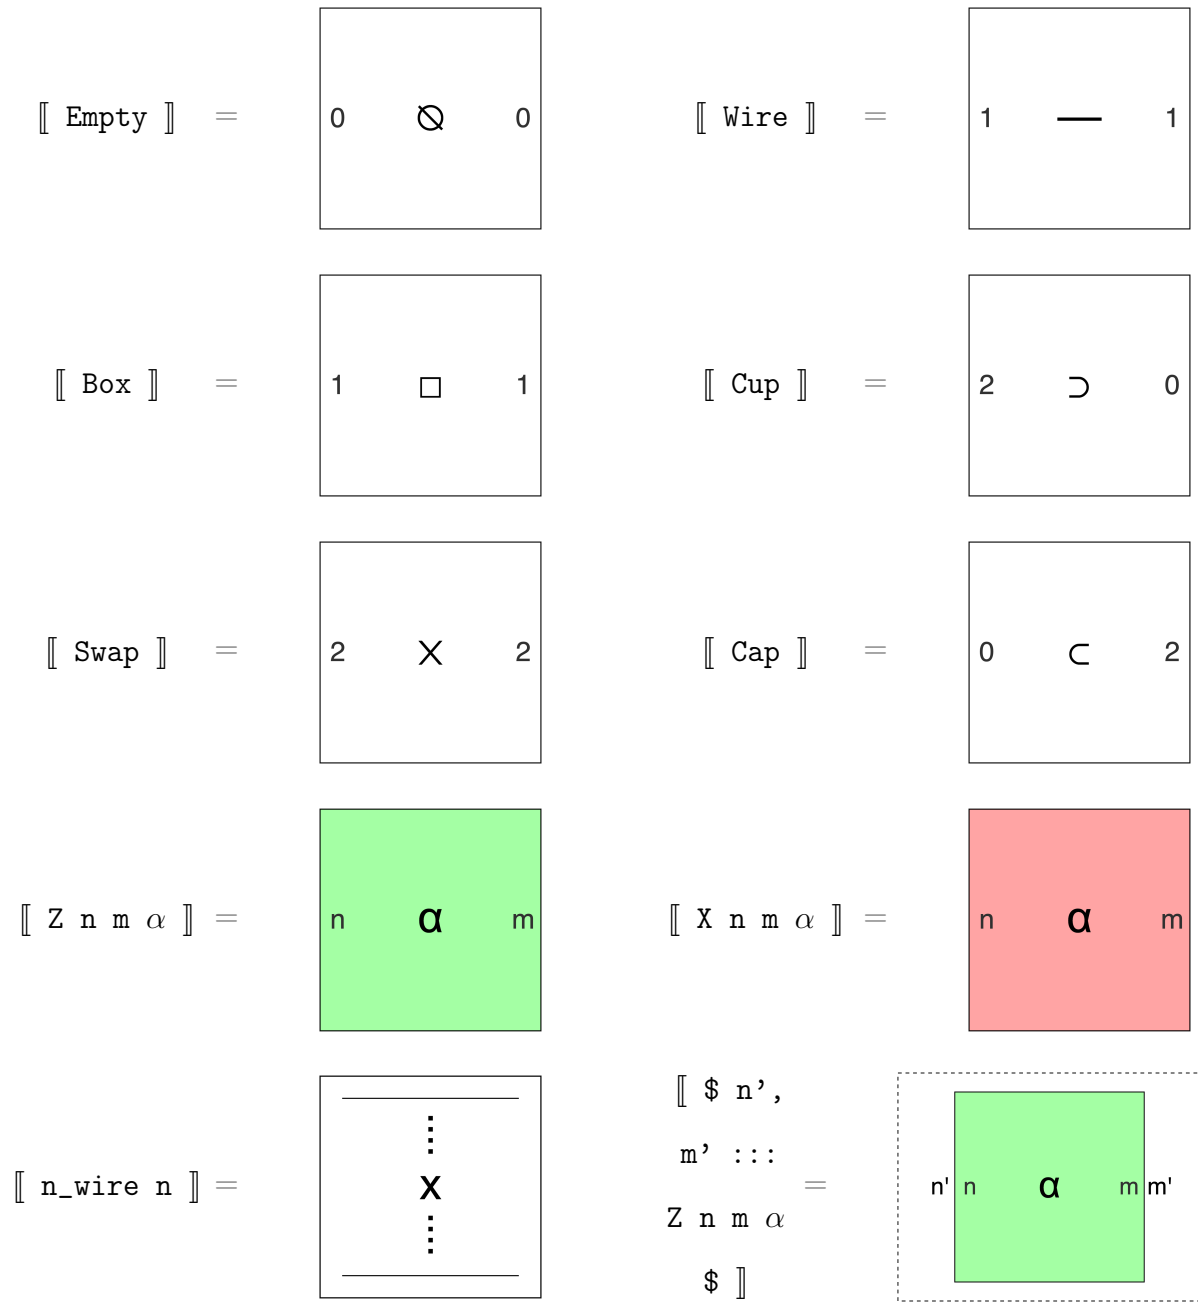 ⟦ Empty ⟧ = 0 ⦰ 0
⟦ Wire ⟧ = 1 — 1
⟦ Box ⟧ = 1 □ 1
⟦ Cup ⟧ = 2 ⊃ 0
⟦ Swap ⟧ = 2 X 2
⟦ Cap ⟧ = 0 ⊂ 2
⟦ Z n m α ⟧ = n α m
⟦ X n m α ⟧ = n α m
⟦ n_wire n ⟧ = x
⟦ $ n’,
m’ :::
Z n m α
$ ⟧ = n' n α m m'